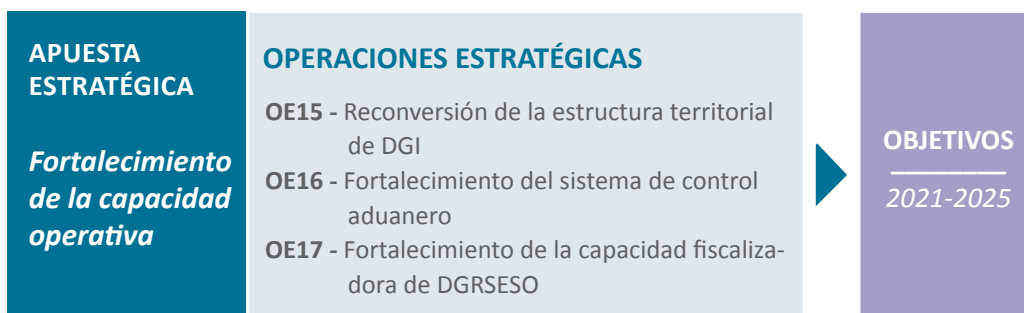 APUESTA
ESTRATÉGICA
Fortalecimiento
de la capacidad
operativa
OPERACIONES ESTRATÉGICAS
OE15 - Reconversión de la estructura territorial
de DGI
OE16 - Fortalecimiento del sistema de control
aduanero
OE17 - Fortalecimiento de la capacidad fiscaliza-
dora de DGRSESO
OBJETIVOS
2021-2025